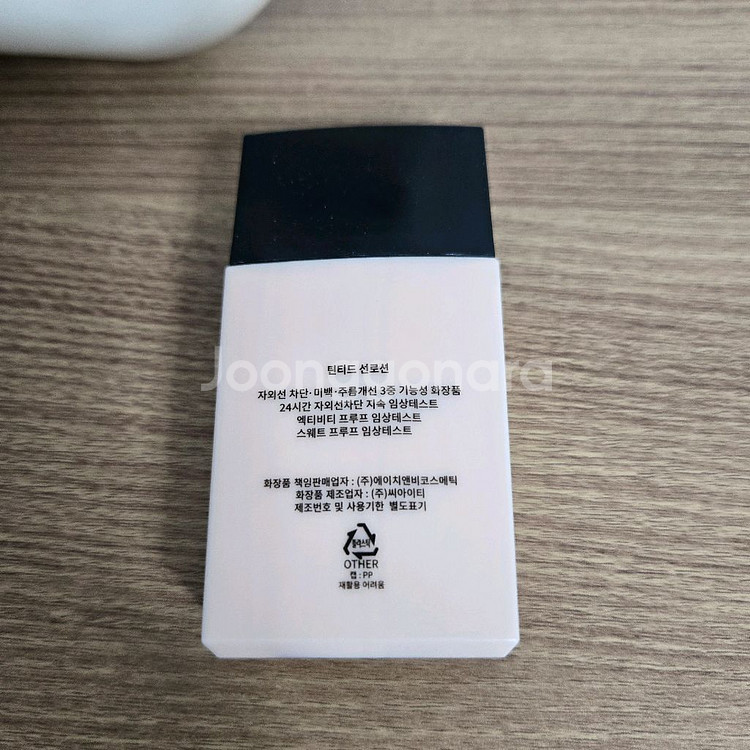 틴티드 선로션
Joonggonara
자외선 차단·미백·주름개선 3중 기능성 화장품
24시간 자외선차단 지속 임상테스트
엑티비티 프루프 임상테스트
스웨트 프루프 임상테스트
화장품 책임판매업자 : (주)에이치앤비코스메틱
화장품 제조업자 : (주)씨아이티
제조번호 및 사용기한 별도표기
플라스틱
OTHER
캡 : PP
재활용 어려움